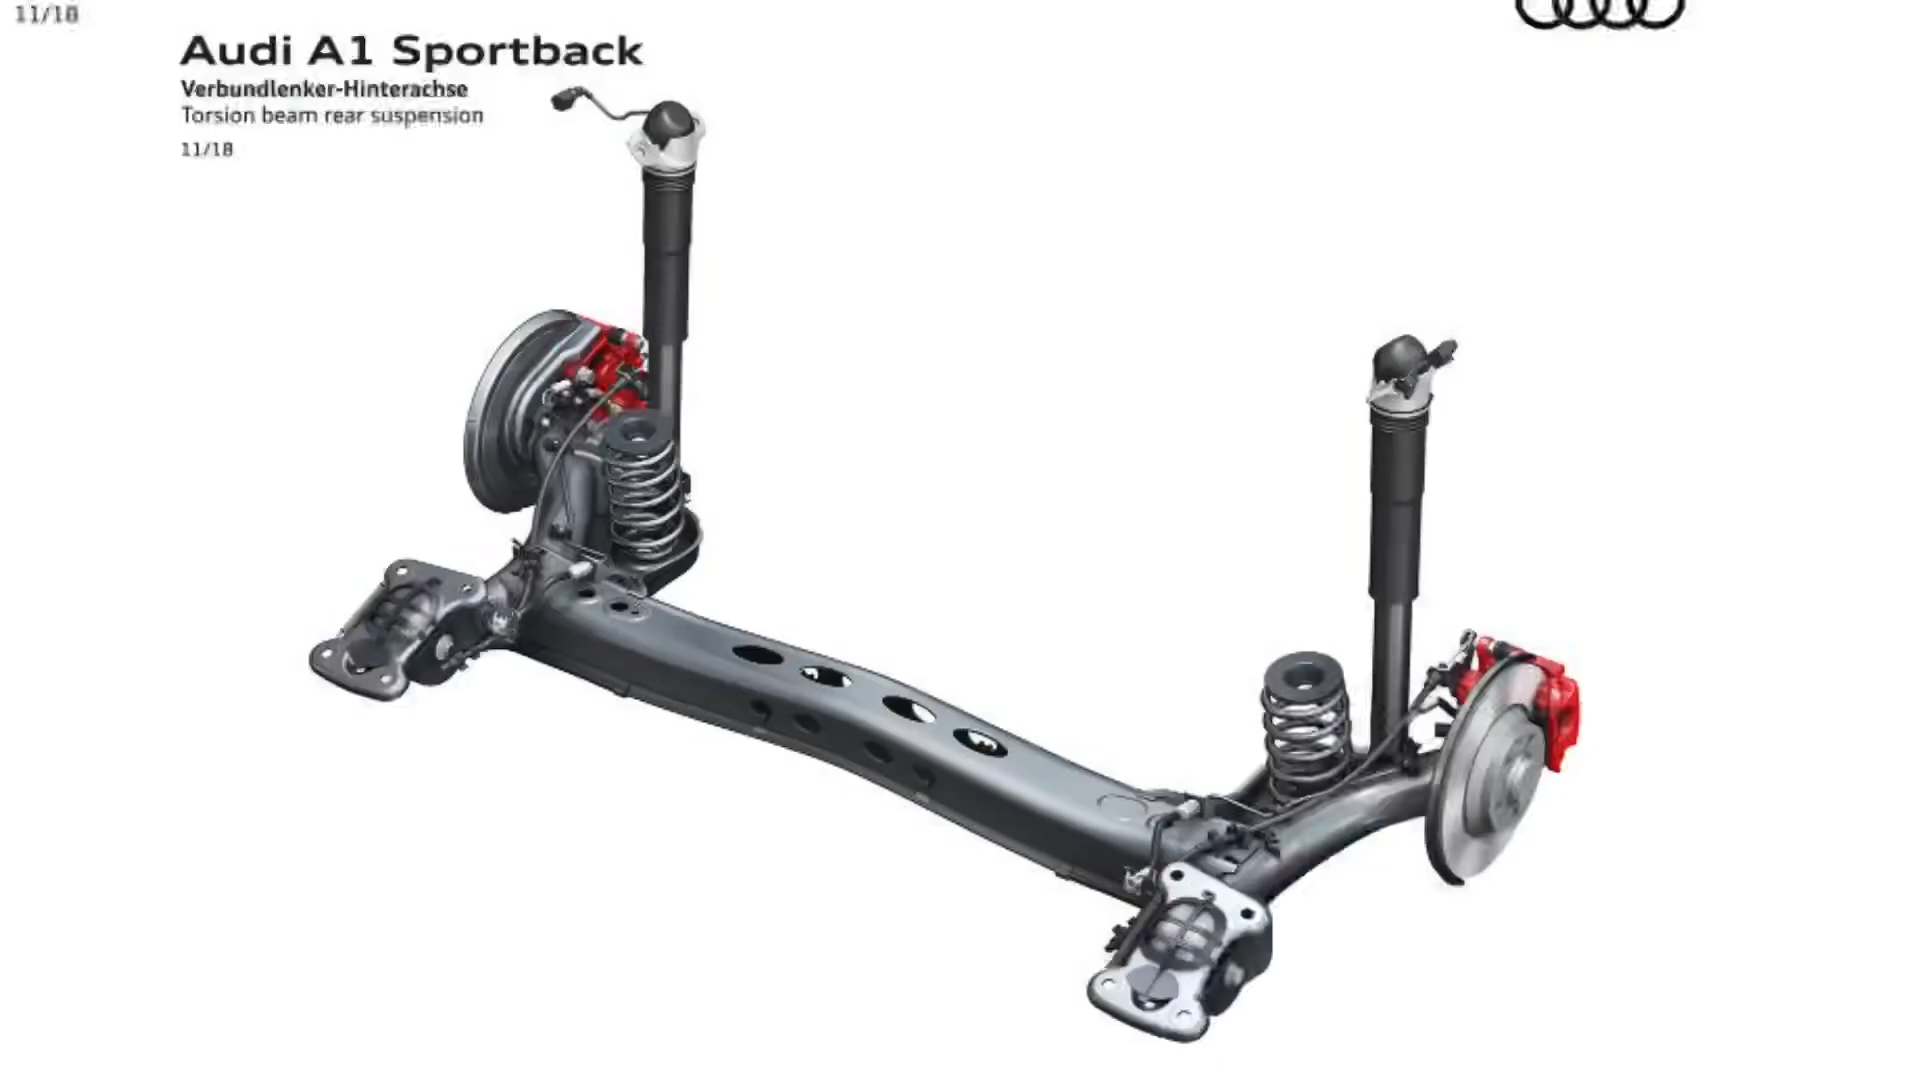 11/18
Audi A1 Sportback
Verbundlenker-Hinterachse
Torsion beam rear suspension
11/18